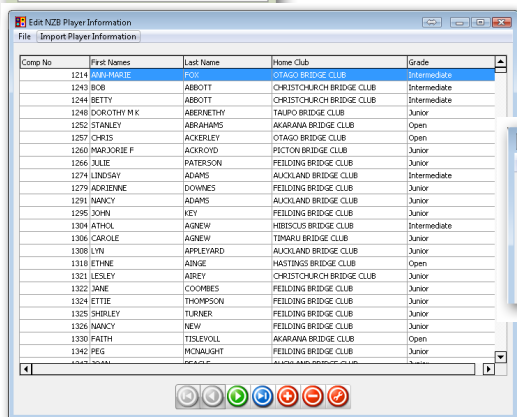 Edit NZB Player Information
File Import Player Information
Comp No First Names Last Name Home Club Grade
1214 ANN-MARIE FOX OTAGO BRIDGE CLUB Intermediate
1243 BOB ABBOTT CHRISTCHURCH BRIDGE CLUB Intermediate
1244 BETTY ABBOTT CHRISTCHURCH BRIDGE CLUB Intermediate
1248 DOROTHY M K ABERNETHY TAUPO BRIDGE CLUB Junior
1252 STANLEY ABRAHAMS AKARANA BRIDGE CLUB Open
1257 CHRIS ACKERLEY OTAGO BRIDGE CLUB Open
1260 MARJORIE F ACKROYD PICTON BRIDGE CLUB Junior
1266 JULIE PATERSON FEILDING BRIDGE CLUB Junior
1274 LINDSAY ADAMS AUCKLAND BRIDGE CLUB Intermediate
1279 ADRIENNE DOWNES FEILDING BRIDGE CLUB Junior
1291 NANCY ADAMS AUCKLAND BRIDGE CLUB Junior
1295 JOHN KEY FEILDING BRIDGE CLUB Junior
1304 ATHOL AGNEW HIBISCUS BRIDGE CLUB Intermediate
1306 CAROLE AGNEW TIMARU BRIDGE CLUB Junior
1308 LYN APPLEYARD AUCKLAND BRIDGE CLUB Junior
1318 ETHNE AINGE HASTINGS BRIDGE CLUB Open
1321 LESLEY AIREY CHRISTCHURCH BRIDGE CLUB Junior
1322 JANE COOMBES FEILDING BRIDGE CLUB Junior
1324 ETTIE THOMPSON FEILDING BRIDGE CLUB Junior
1325 SHIRLEY TURNER FEILDING BRIDGE CLUB Junior
1326 NANCY NEW FEILDING BRIDGE CLUB Junior
1330 FAITH TISLEVOLL AKARANA BRIDGE CLUB Open
1342 PEG MCNAUGHT FEILDING BRIDGE CLUB Junior